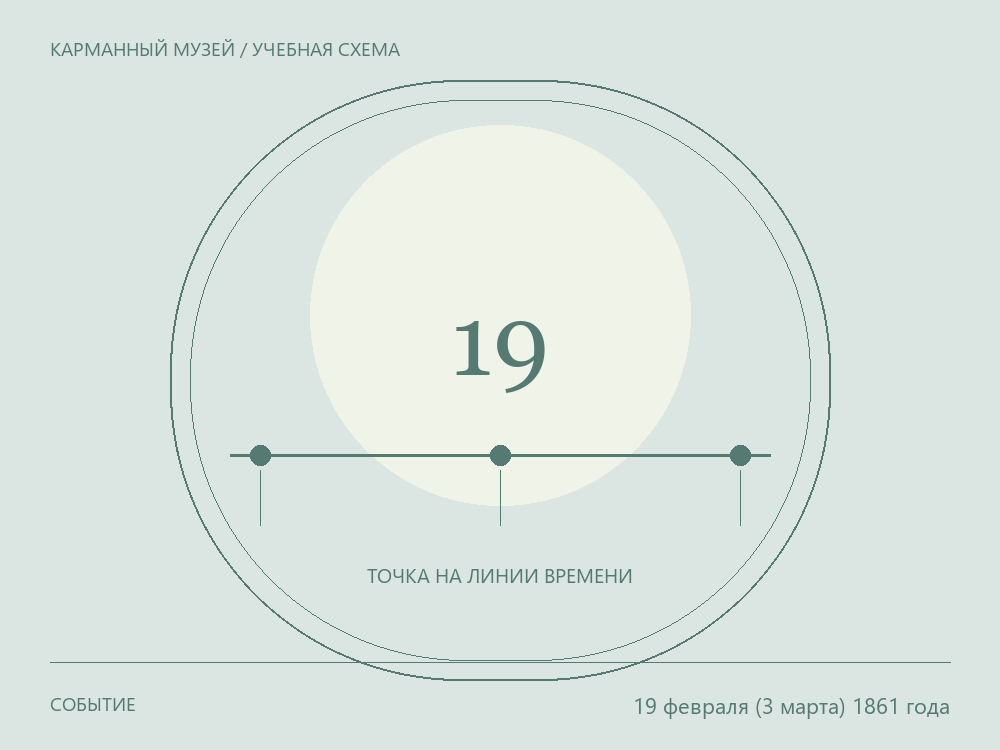 КАРМАННЫЙ МУЗЕЙ / УЧЕБНАЯ СХЕМА
19
ТОЧКА НА ЛИНИИ ВРЕМЕНИ
СОБЫТИЕ
19 февраля (3 марта) 1861 года